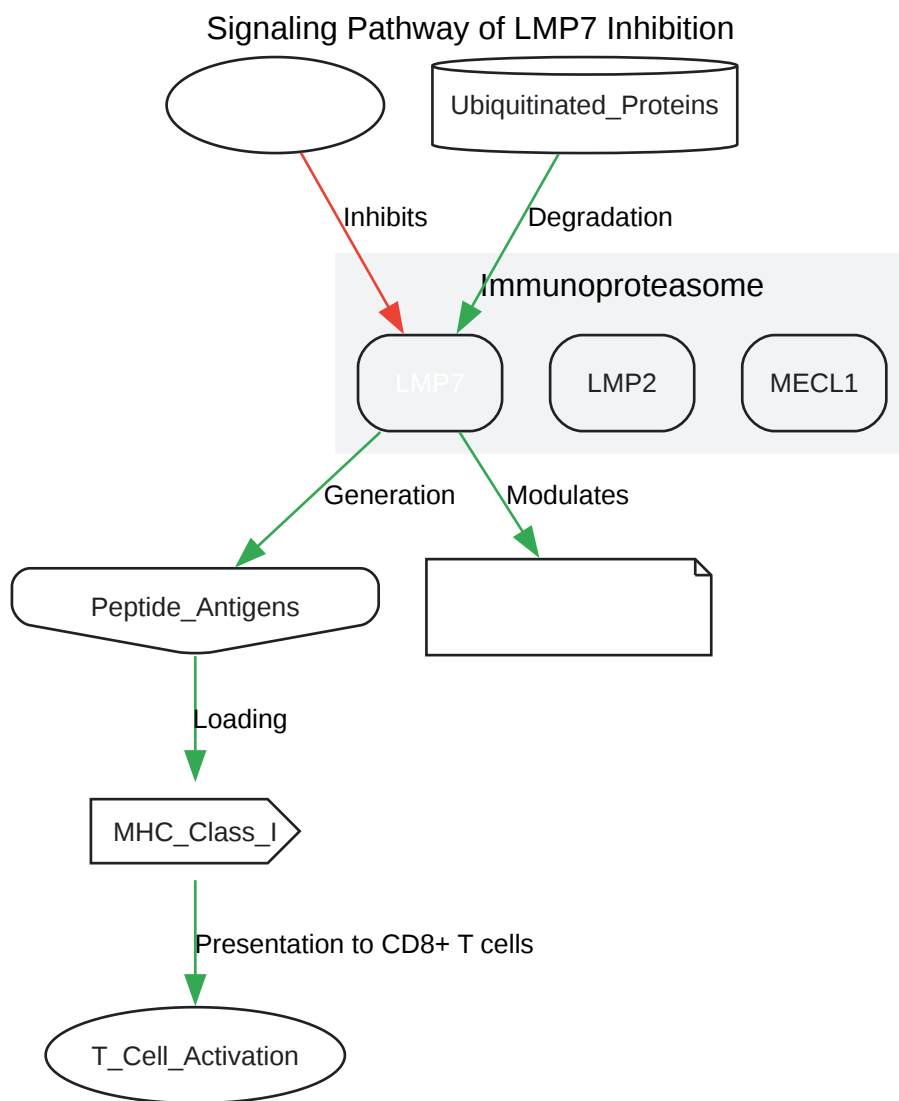 Signaling Pathway of LMP7 Inhibition
Ubiquitinated_Proteins
Inhibits
Degradation
Immunoproteasome
LMP7
LMP2
MECL1
Generation
Modulates
Peptide_Antigens
Loading
MHC_Class_I
Presentation to CD8+ T cells
T_Cell_Activation